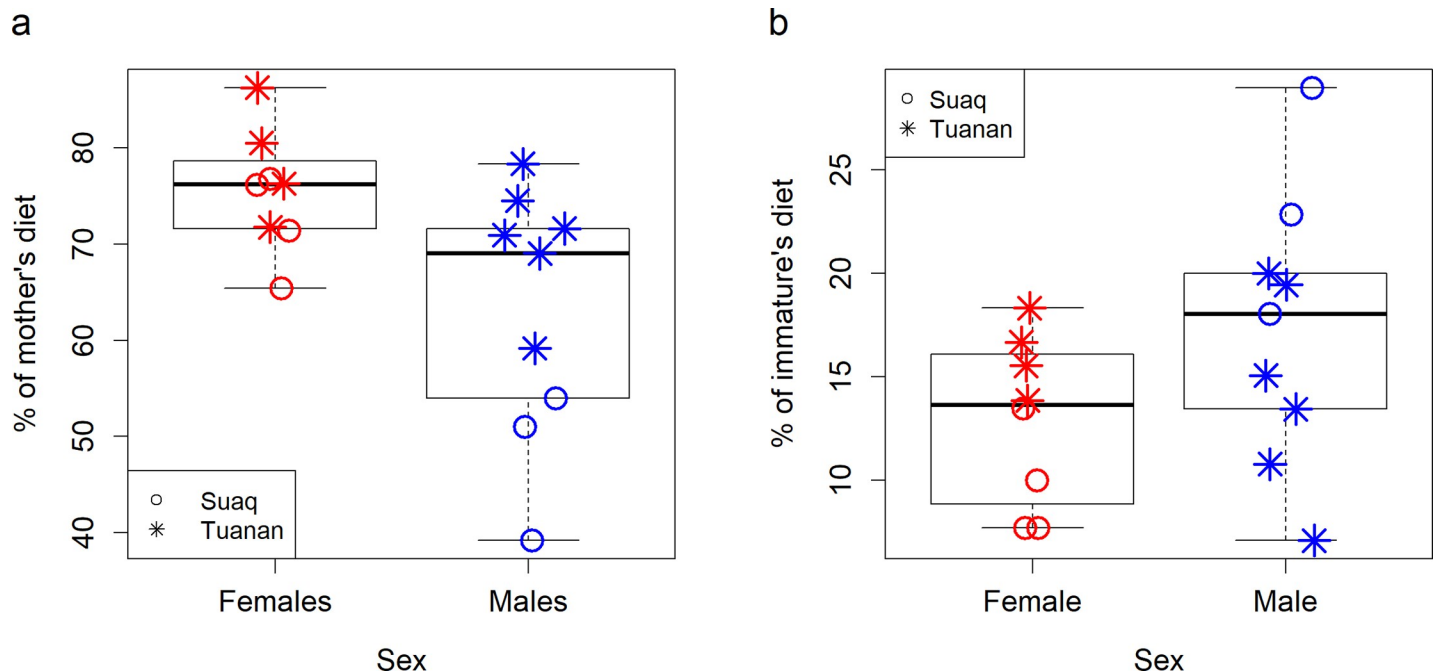 a
% of mother's diet
80
70
60
50
40
Suaq
Tuanan
Females
Males
Sex
b
% of immature's diet
25
20
15
10
Suaq
Tuanan
Female
Male
Sex